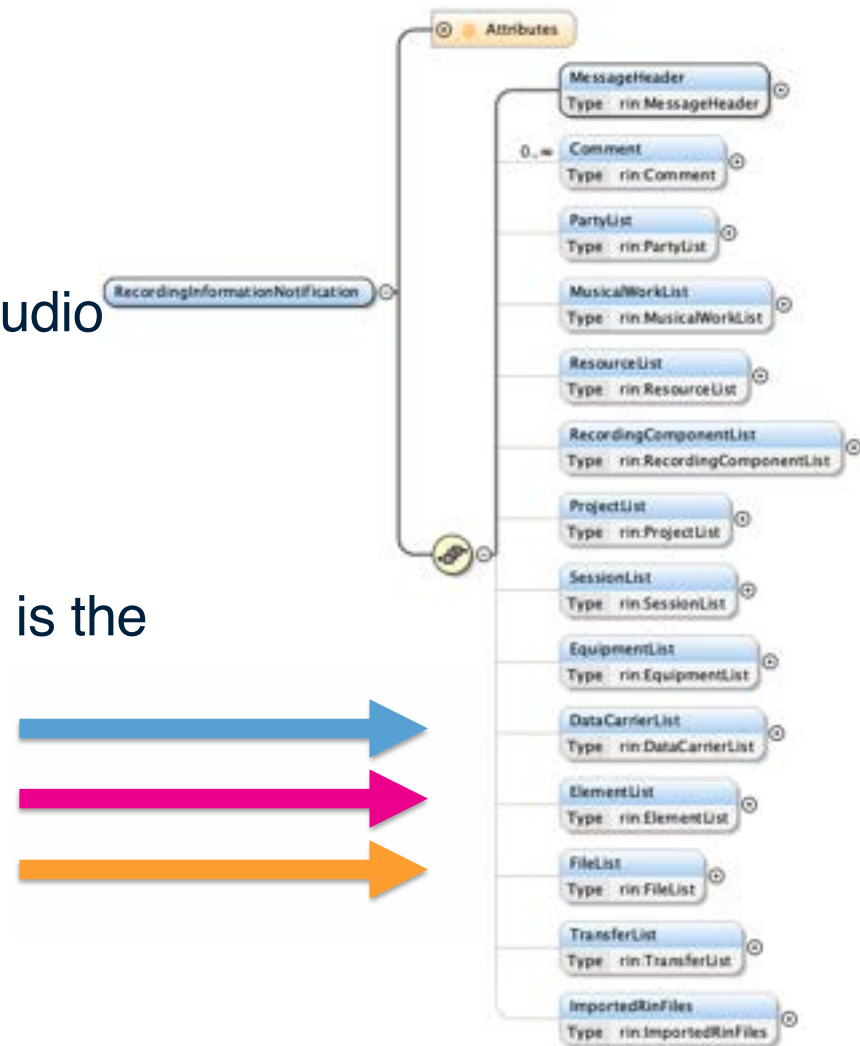 Attributes
MessageHeader
Type rin:MessageHeader
0..∞ Comment
Type rin:Comment
PartyList
Type rin:PartyList
udio
RecordingInformationNotification
MusicalWorkList
Type rin:MusicalWorkList
ResourceList
Type rin:ResourceList
RecordingComponentList
Type rin:RecordingComponentList
ProjectList
Type rin:ProjectList
SessionList
Type rin:SessionList
is the
EquipmentList
Type rin:EquipmentList
DataCarrierList
Type rin:DataCarrierList
ElementList
Type rin:ElementList
FileList
Type rin:FileList
TransferList
Type rin:TransferList
ImportedRinFiles
Type rin:ImportedRinFiles